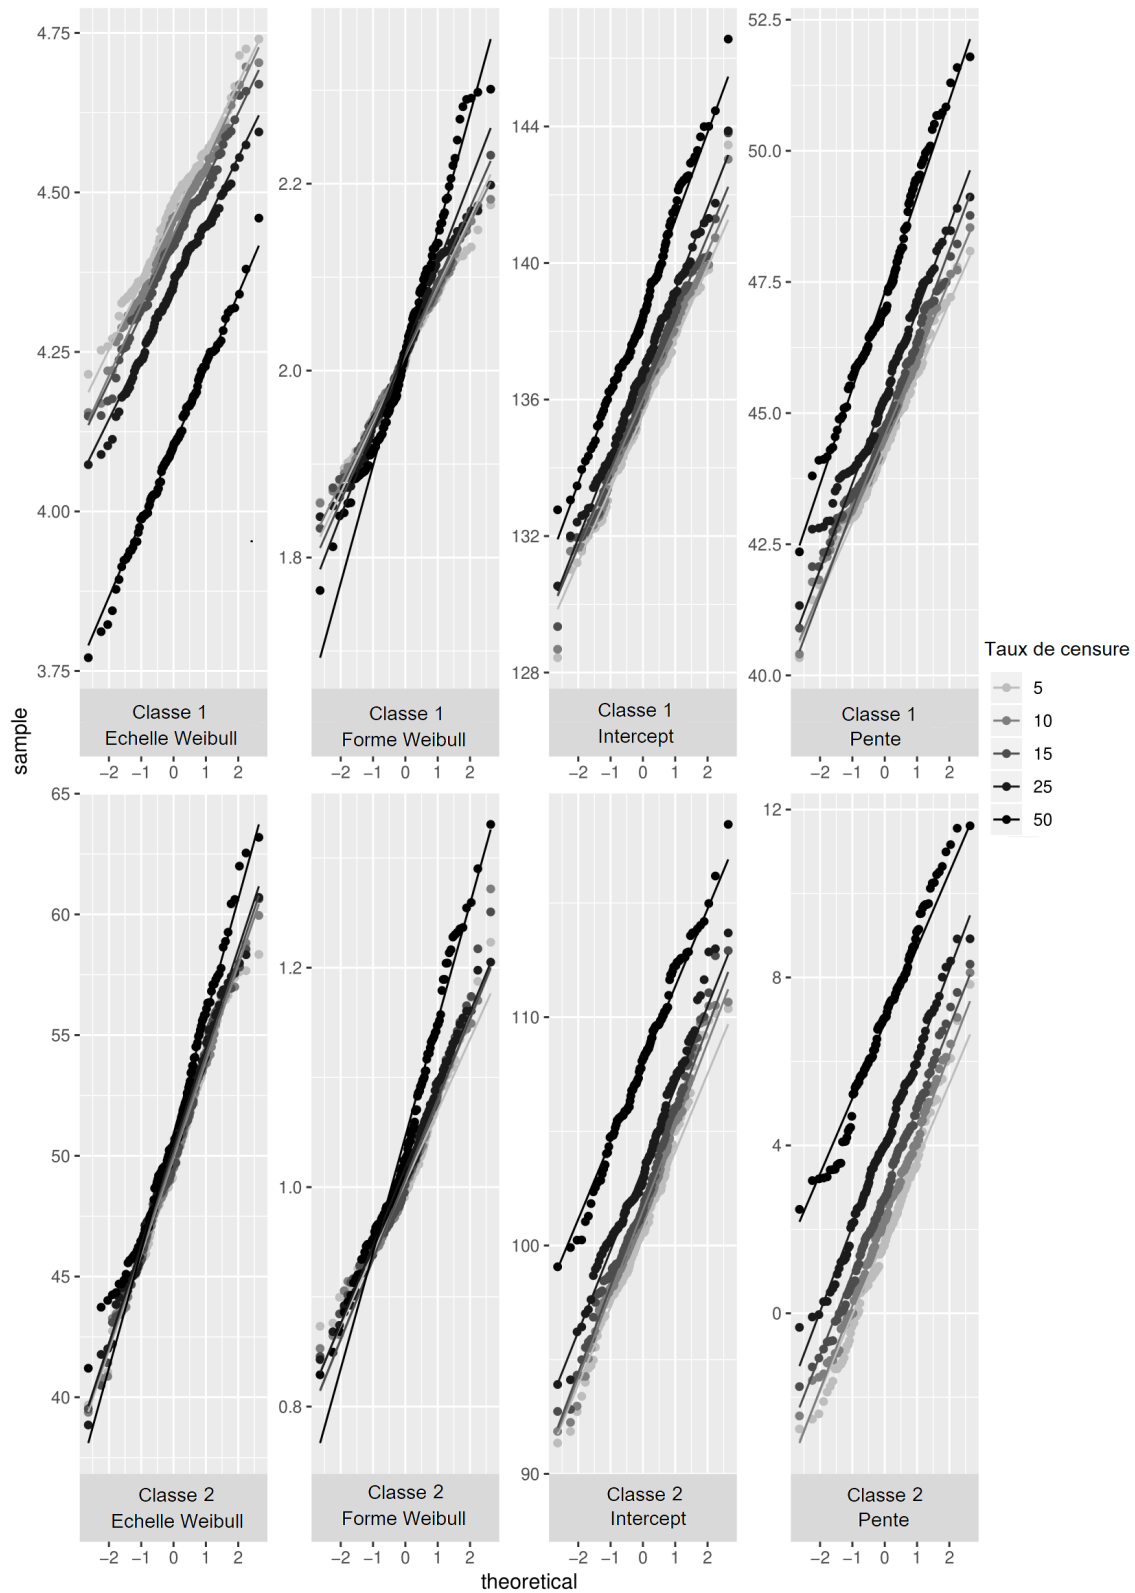 4.75
4.50
4.25
4.00
3.75
2.2
2.0
1.8
144
140
136
132
128
52.5
50.0
47.5
45.0
42.5
40.0
Classe 1
Echelle Weibull
Classe 1
Forme Weibull
Classe 1
Intercept
Classe 1
Pente
−2 −1 0 1 2
−2 −1 0 1 2
−2 −1 0 1 2
−2 −1 0 1 2
Taux de censure
5
10
15
25
50
sample
65
60
55
50
45
40
1.2
1.0
0.8
110
100
90
12
8
4
0
Classe 2
Echelle Weibull
Classe 2
Forme Weibull
Classe 2
Intercept
Classe 2
Pente
−2 −1 0 1 2
−2 −1 0 1 2
−2 −1 0 1 2
−2 −1 0 1 2
theoretical